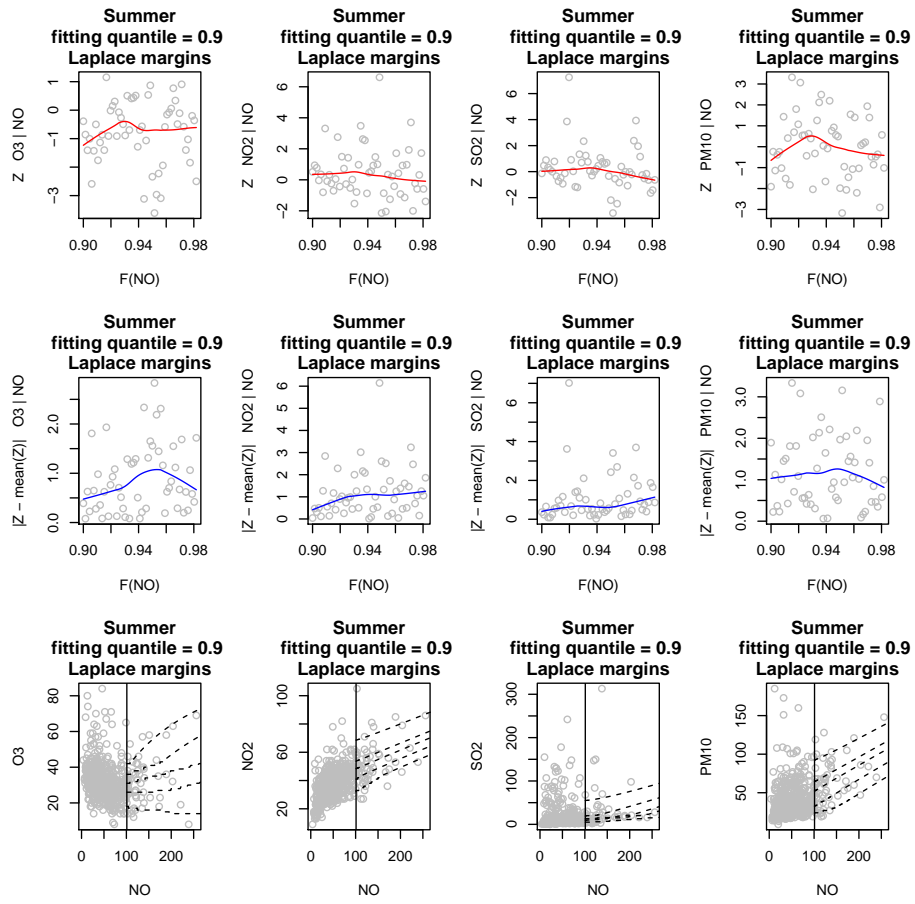 Summer
fitting quantile = 0.9
Laplace margins
Z O3 | NO
1
0
−1
−3
0.90 0.94 0.98
F(NO)
Summer
fitting quantile = 0.9
Laplace margins
Z NO2 | NO
6
4
2
0
−2
0.90 0.94 0.98
F(NO)
Summer
fitting quantile = 0.9
Laplace margins
Z SO2 | NO
6
4
2
0
−2
0.90 0.94 0.98
F(NO)
Summer
fitting quantile = 0.9
Laplace margins
Z PM10 | NO
3
2
1
0
−1
−3
0.90 0.94 0.98
F(NO)
Summer
fitting quantile = 0.9
Laplace margins
|Z − mean(Z)| O3 | NO
2.0
1.0
0.0
0.90 0.94 0.98
F(NO)
Summer
fitting quantile = 0.9
Laplace margins
|Z − mean(Z)| NO2 | NO
6
5
4
3
2
1
0
0.90 0.94 0.98
F(NO)
Summer
fitting quantile = 0.9
Laplace margins
|Z − mean(Z)| SO2 | NO
6
4
2
0
0.90 0.94 0.98
F(NO)
Summer
fitting quantile = 0.9
Laplace margins
|Z − mean(Z)| PM10 | NO
3.0
2.0
1.0
0.0
0.90 0.94 0.98
F(NO)
Summer
fitting quantile = 0.9
Laplace margins
O3
80
60
40
20
0 100 200
NO
Summer
fitting quantile = 0.9
Laplace margins
NO2
100
60
20
0 100 200
NO
Summer
fitting quantile = 0.9
Laplace margins
SO2
300
200
100
50
0
0 100 200
NO
Summer
fitting quantile = 0.9
Laplace margins
PM10
150
100
50
0 100 200
NO